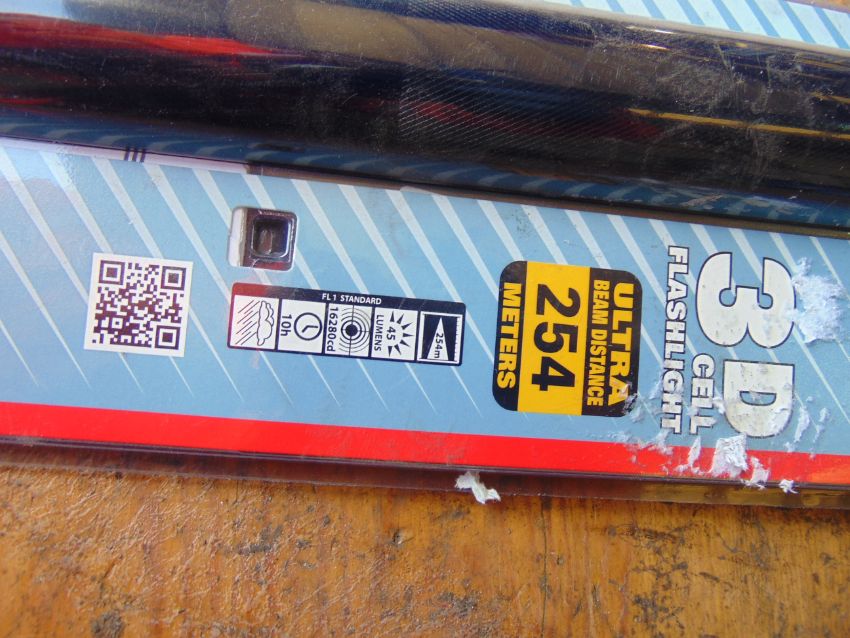 3D
CELL
FLASHLIGHT
ULTRA
BEAM DISTANCE
254
METERS
FL 1 STANDARD
254m
45
LUMENS
16280cd
10h